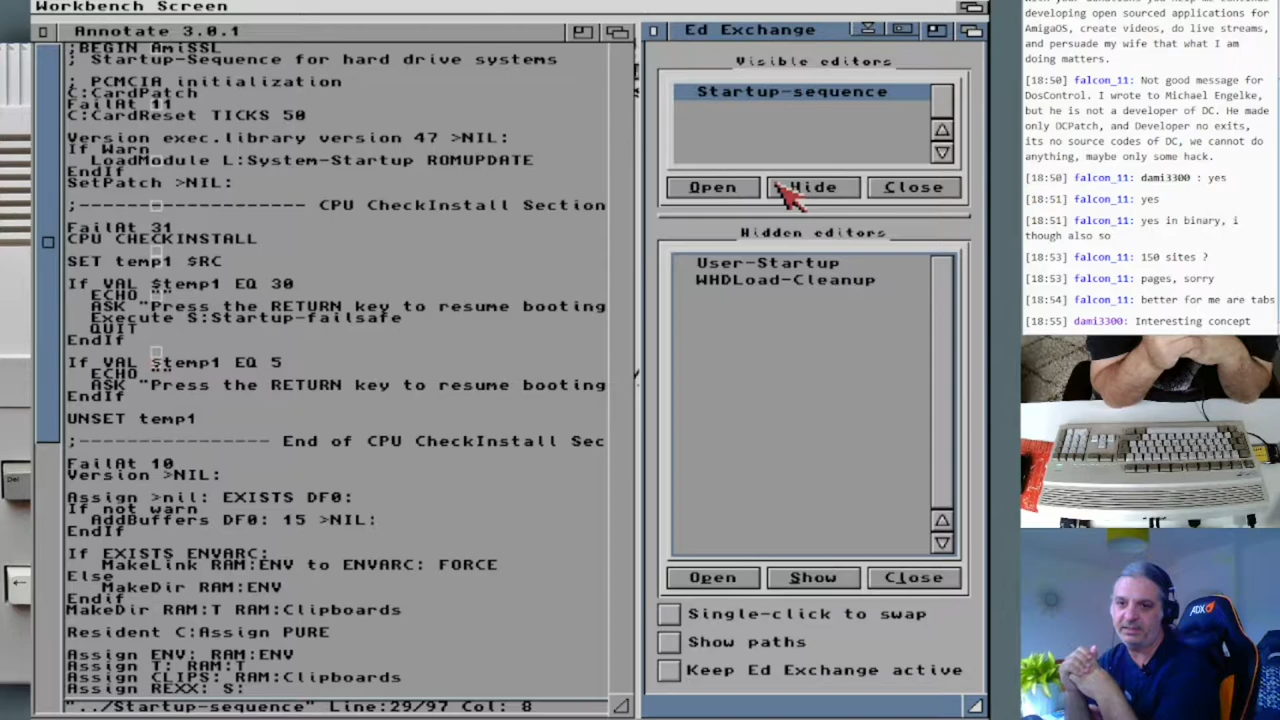 Workbench Screen
Annotate 3.0.1
;BEGIN AmiSSL
; Startup-Sequence for hard drive systems
; PCMCIA initialization
C:CardPatch
FailAt 11
C:CardReset TICKS 50
Version exec.library version 47 >NIL:
If Warn
LoadModule L:System-Startup ROMUPDATE
EndIf
SetPatch >NIL:
;------------------- CPU CheckInstall Section
FailAt 31
CPU CHECKINSTALL
SET temp1 $RC
If VAL $temp1 EQ 30
ECHO ""
ASK "Press the RETURN key to resume booting
Execute S:Startup-failsafe
QUIT
EndIf
If VAL $temp1 EQ 5
ECHO ""
ASK "Press the RETURN key to resume booting
EndIf
UNSET temp1
;---------------- End of CPU CheckInstall Sec
FailAt 10
Version >NIL:
Assign >nil: EXISTS DF0:
If not warn
AddBuffers DF0: 15 >NIL:
EndIf
If EXISTS ENVARC:
MakeLink RAM:ENV to ENVARC: FORCE
Else
MakeDir RAM:ENV
Endif
MakeDir RAM:T RAM:Clipboards
Resident C:Assign PURE
Assign ENV: RAM:ENV
Assign T: RAM:T
Assign CLIPS: RAM:Clipboards
Assign REXX: S:
"../Startup-sequence" Line:29/97 Col: 8
Ed Exchange
Visible editors
Startup-sequence
Open Hide Close
Hidden editors
User-Startup
WHDLoad-Cleanup
Open Show Close
Single-click to swap
Show paths
Keep Ed Exchange active
with your donations you help me continue
developing open sourced applications for
AmigaOS, create videos, do live streams,
and persuade my wife that what I am
doing matters.
[18:50] falcon_11: Not good message for
DosControl. I wrote to Michael Engelke,
but he is not a developer of DC. He made
only DCPatch, and Developer no exits,
its no source codes of DC, we cannot do
anything, maybe only some hack.
[18:50] falcon_11: dami3300 : yes
[18:51] falcon_11: yes
[18:51] falcon_11: yes in binary, i
though also so
[18:53] falcon_11: 150 sites ?
[18:53] falcon_11: pages, sorry
[18:54] falcon_11: better for me are tabs
[18:55] dami3300: Interesting concept
Del
ADX